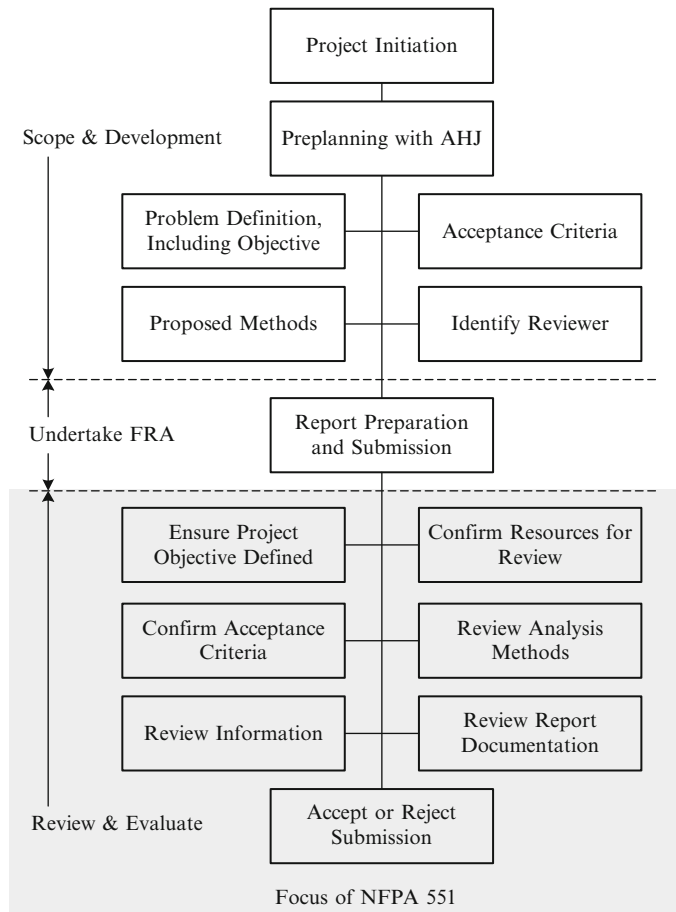 Project Initiation
Scope & Development
Preplanning with AHJ
Problem Definition,
Including Objective
Acceptance Criteria
Proposed Methods
Identify Reviewer
Undertake FRA
Report Preparation
and Submission
Ensure Project
Objective Defined
Confirm Resources for
Review
Confirm Acceptance
Criteria
Review Analysis
Methods
Review Information
Review Report
Documentation
Review & Evaluate
Accept or Reject
Submission
Focus of NFPA 551